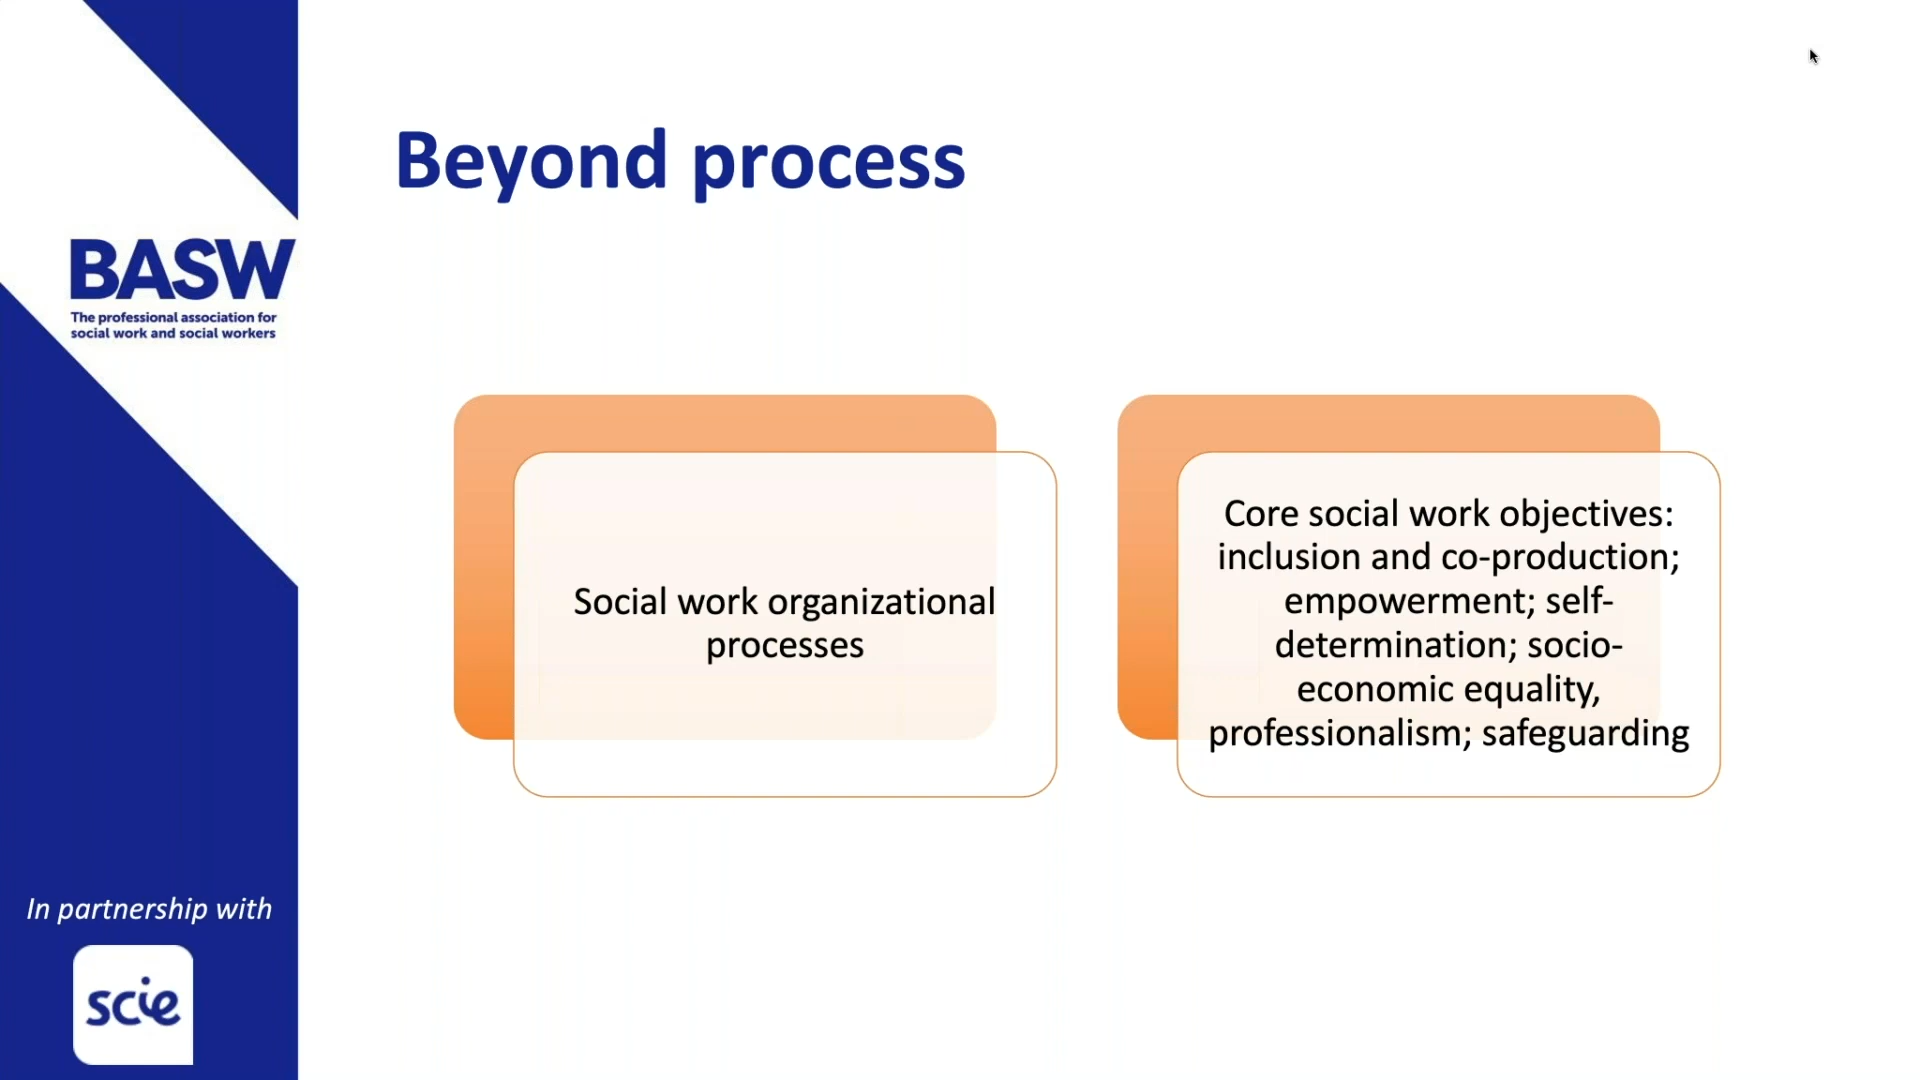 Beyond process
BASW
The professional association for
social work and social workers
Social work organizational
processes
Core social work objectives:
inclusion and co-production;
empowerment; self-
determination; socio-
economic equality,
professionalism; safeguarding
In partnership with
scie